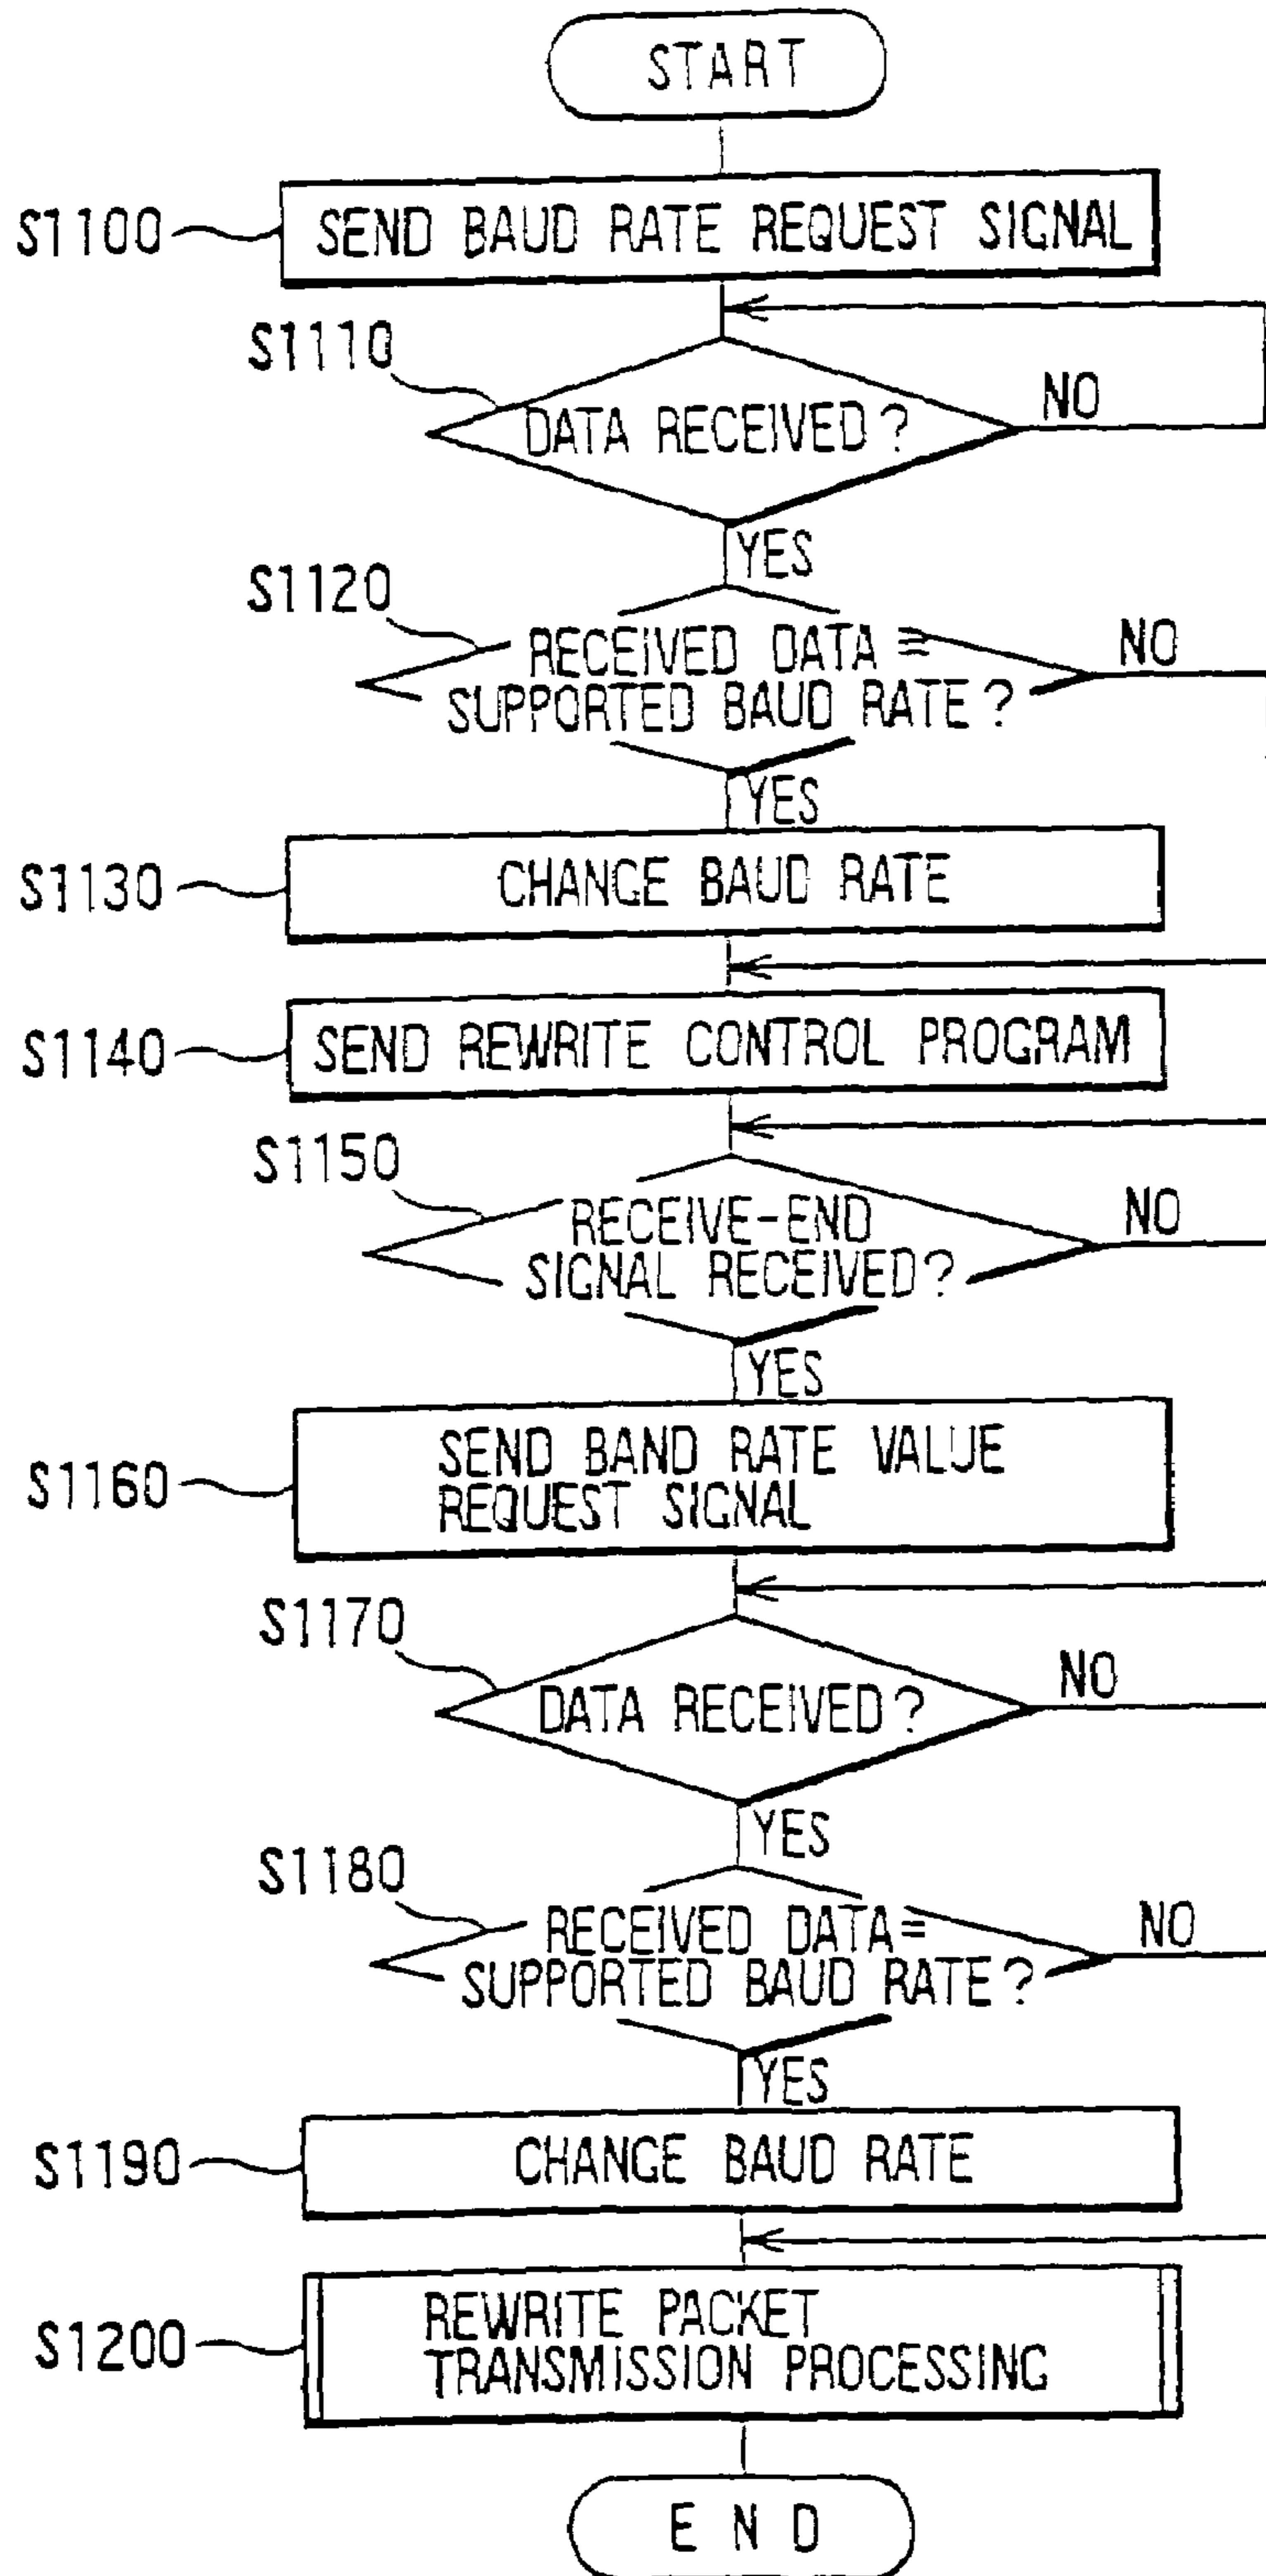 START
S1100
SEND BAUD RATE REQUEST SIGNAL
S1110
DATA RECEIVED?
NO
YES
S1120
RECEIVED DATA =
SUPPORTED BAUD RATE?
NO
YES
S1130
CHANGE BAUD RATE
S1140
SEND REWRITE CONTROL PROGRAM
S1150
RECEIVE-END
SIGNAL RECEIVED?
NO
YES
S1160
SEND BAND RATE VALUE
REQUEST SIGNAL
S1170
DATA RECEIVED?
NO
YES
S1180
RECEIVED DATA=
SUPPORTED BAUD RATE?
NO
YES
S1190
CHANGE BAUD RATE
S1200
REWRITE PACKET
TRANSMISSION PROCESSING
END